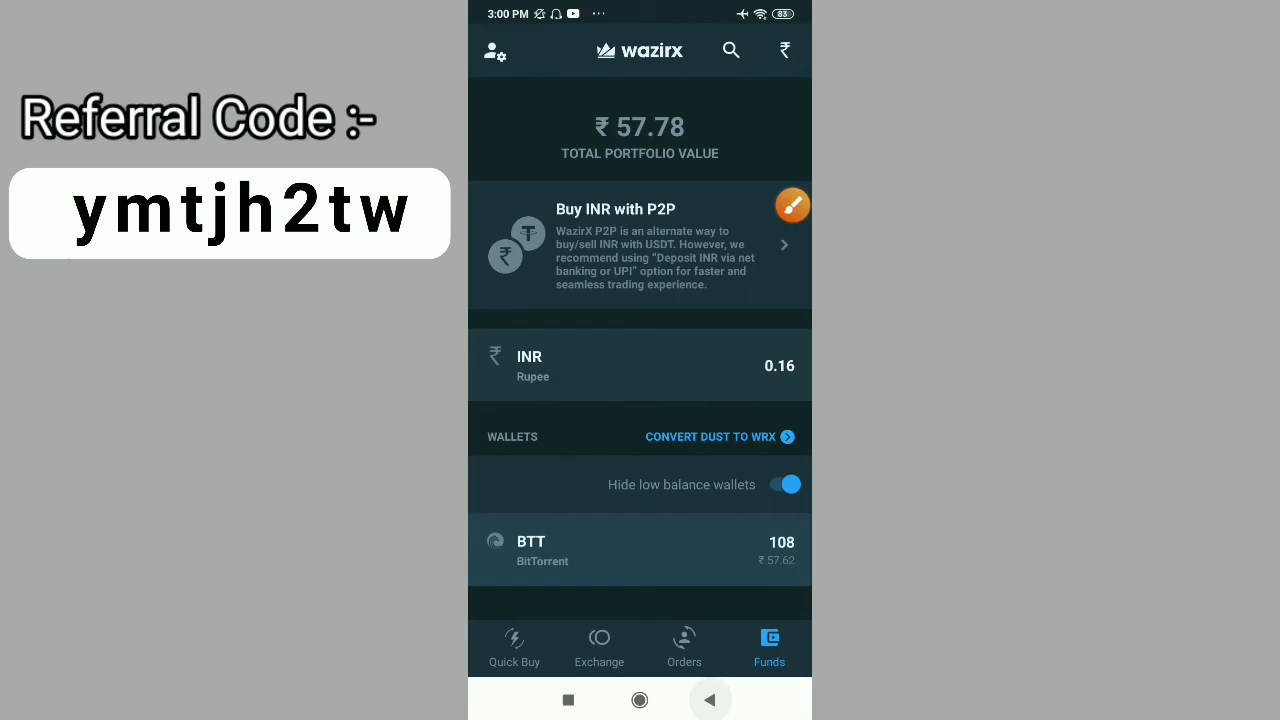 3:00 PM
83
wazirx
₹
Referral Code :-
ymtjh2tw
₹ 57.78
TOTAL PORTFOLIO VALUE
Buy INR with P2P
WazirX P2P is an alternate way to
buy/sell INR with USDT. However, we
recommend using "Deposit INR via net
banking or UPI" option for faster and
seamless trading experience.
₹ INR 0.16
Rupee
WALLETS CONVERT DUST TO WRX
Hide low balance wallets
BTT 108
BitTorrent ₹ 57.62
Quick Buy Exchange Orders Funds